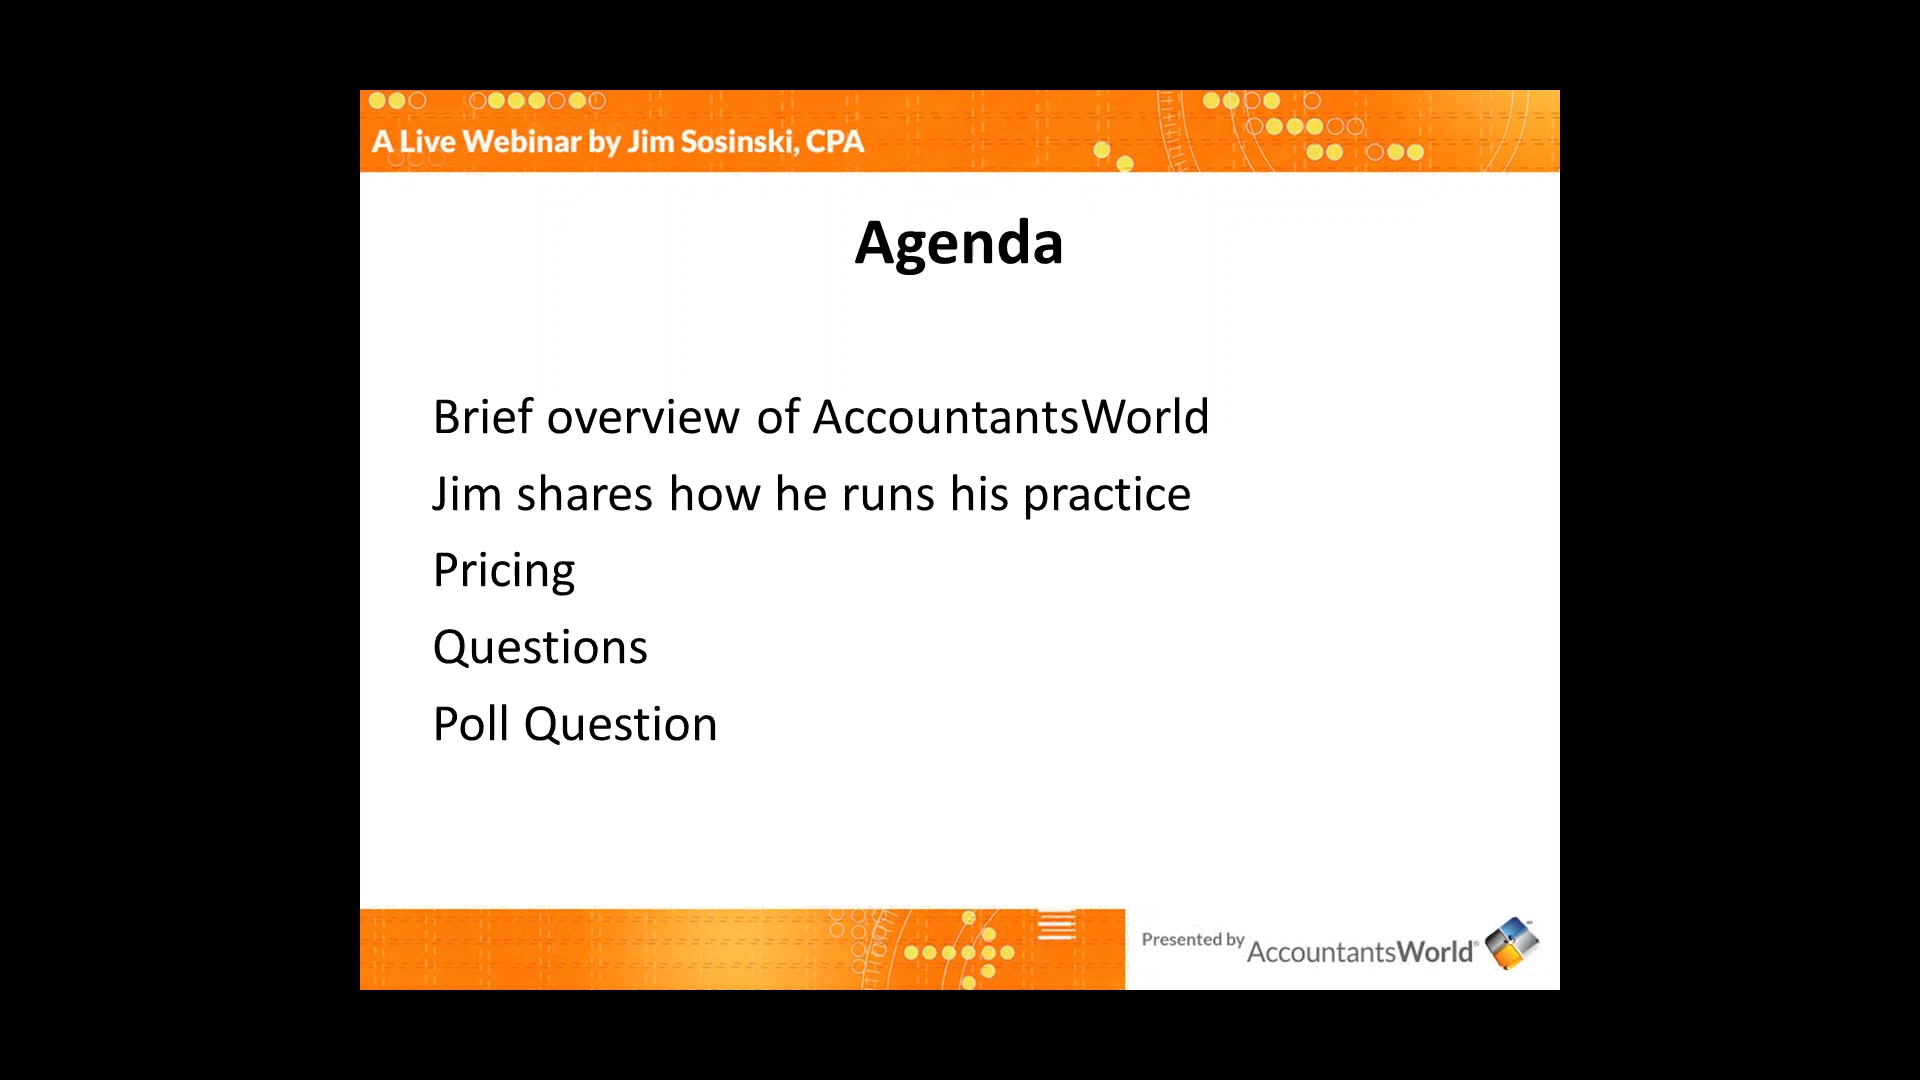 A Live Webinar by Jim Sosinski, CPA
Agenda
Brief overview of AccountantsWorld
Jim shares how he runs his practice
Pricing
Questions
Poll Question
Presented by AccountantsWorld®